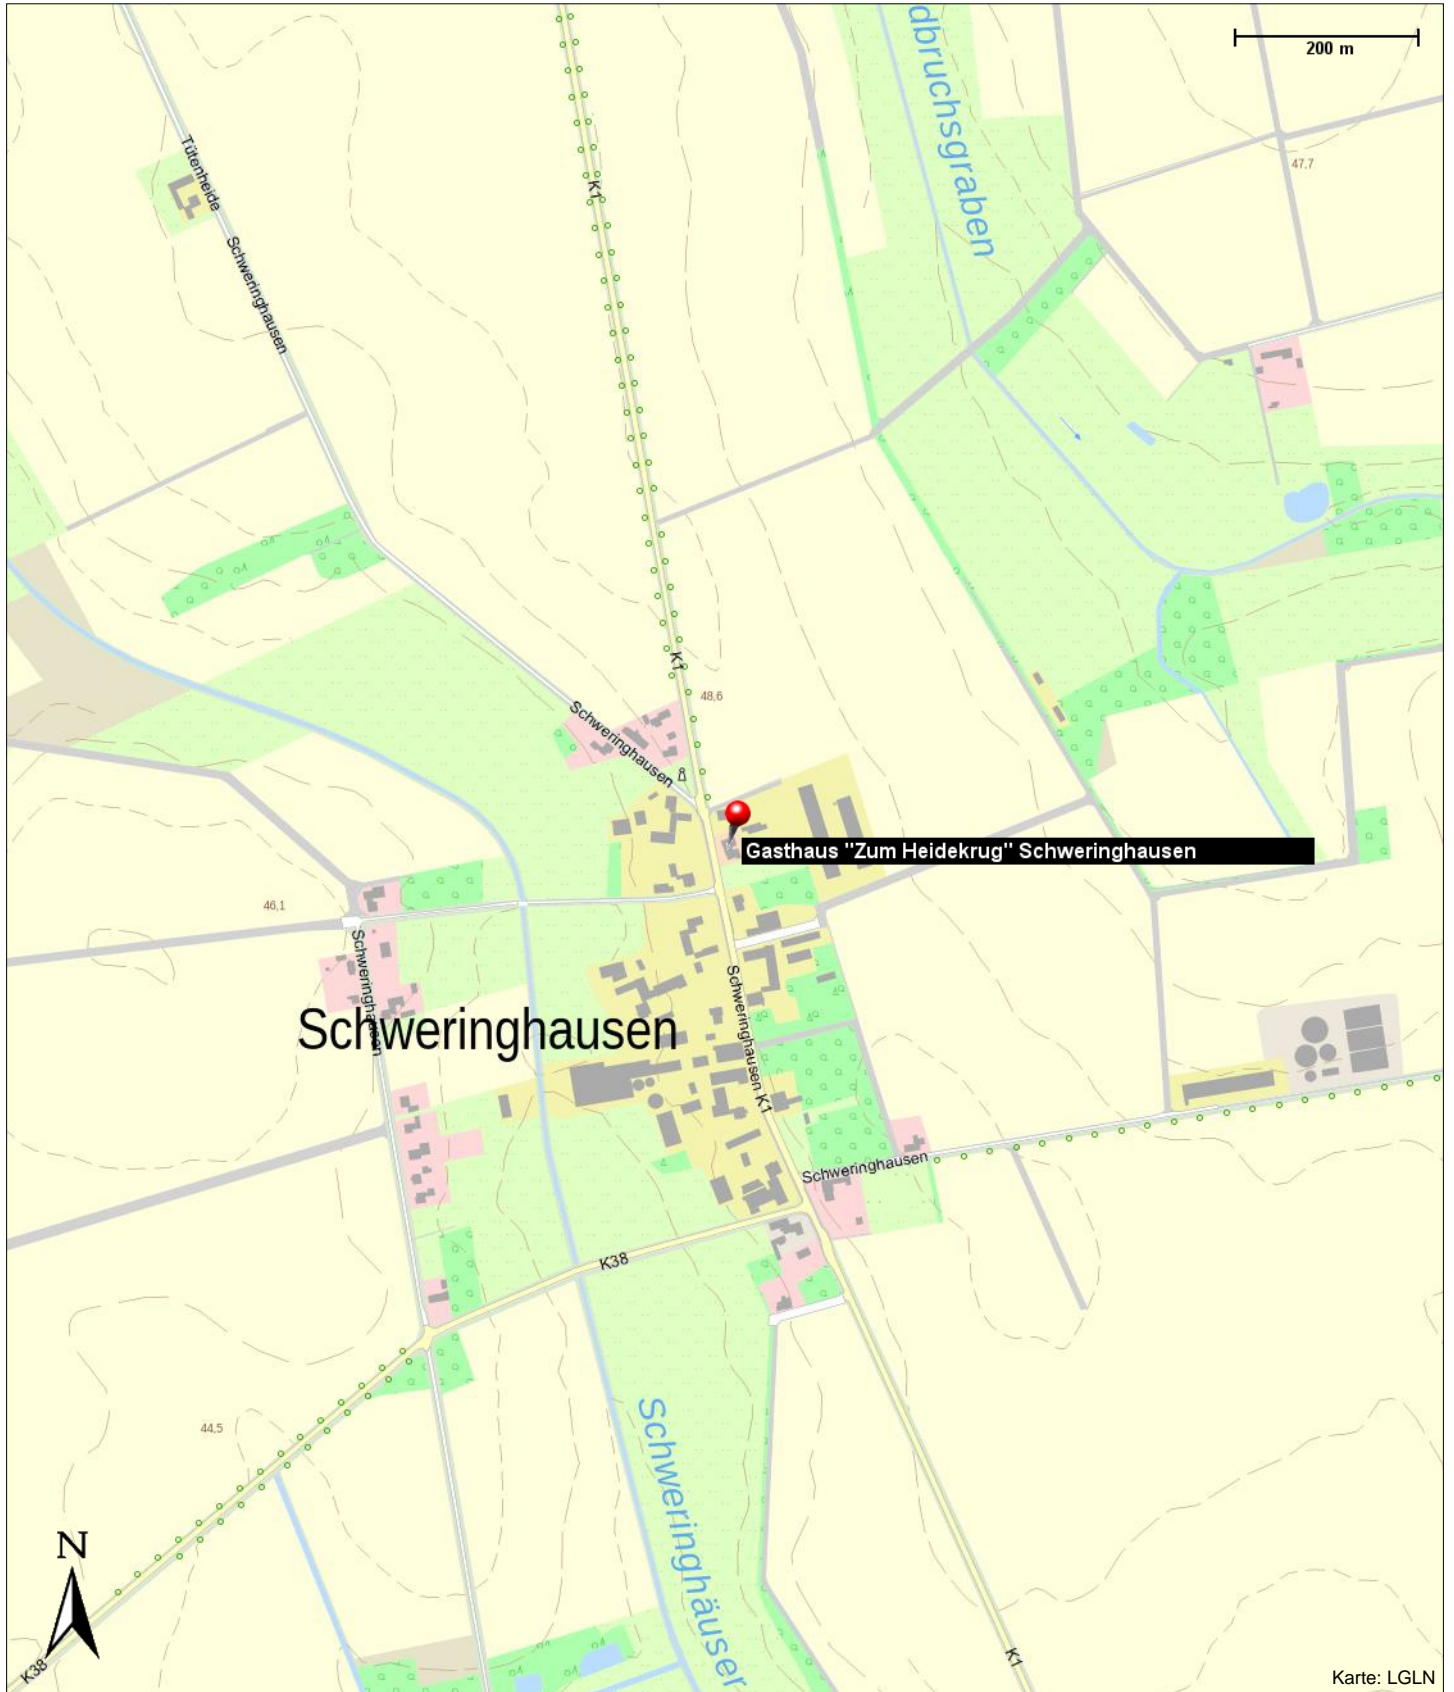 dbruchsgraben
200 m
Tütenheide
K1
47,7
Schweringhausen
K1
48,6
Schweringhausen
Gasthaus "Zum Heidekrug" Schweringhausen
46,1
Schweringhausen
Schweringhausen K1
Schweringhausen
Schweringhausen
K38
44,5
Schweringhäuser
N
K38
K1
Karte: LGLN